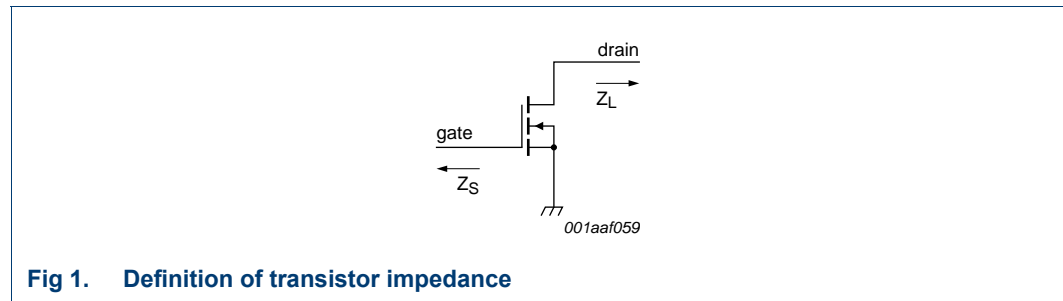 drain
Z_L
gate
Z_S
001aaf059
Fig 1. Definition of transistor impedance